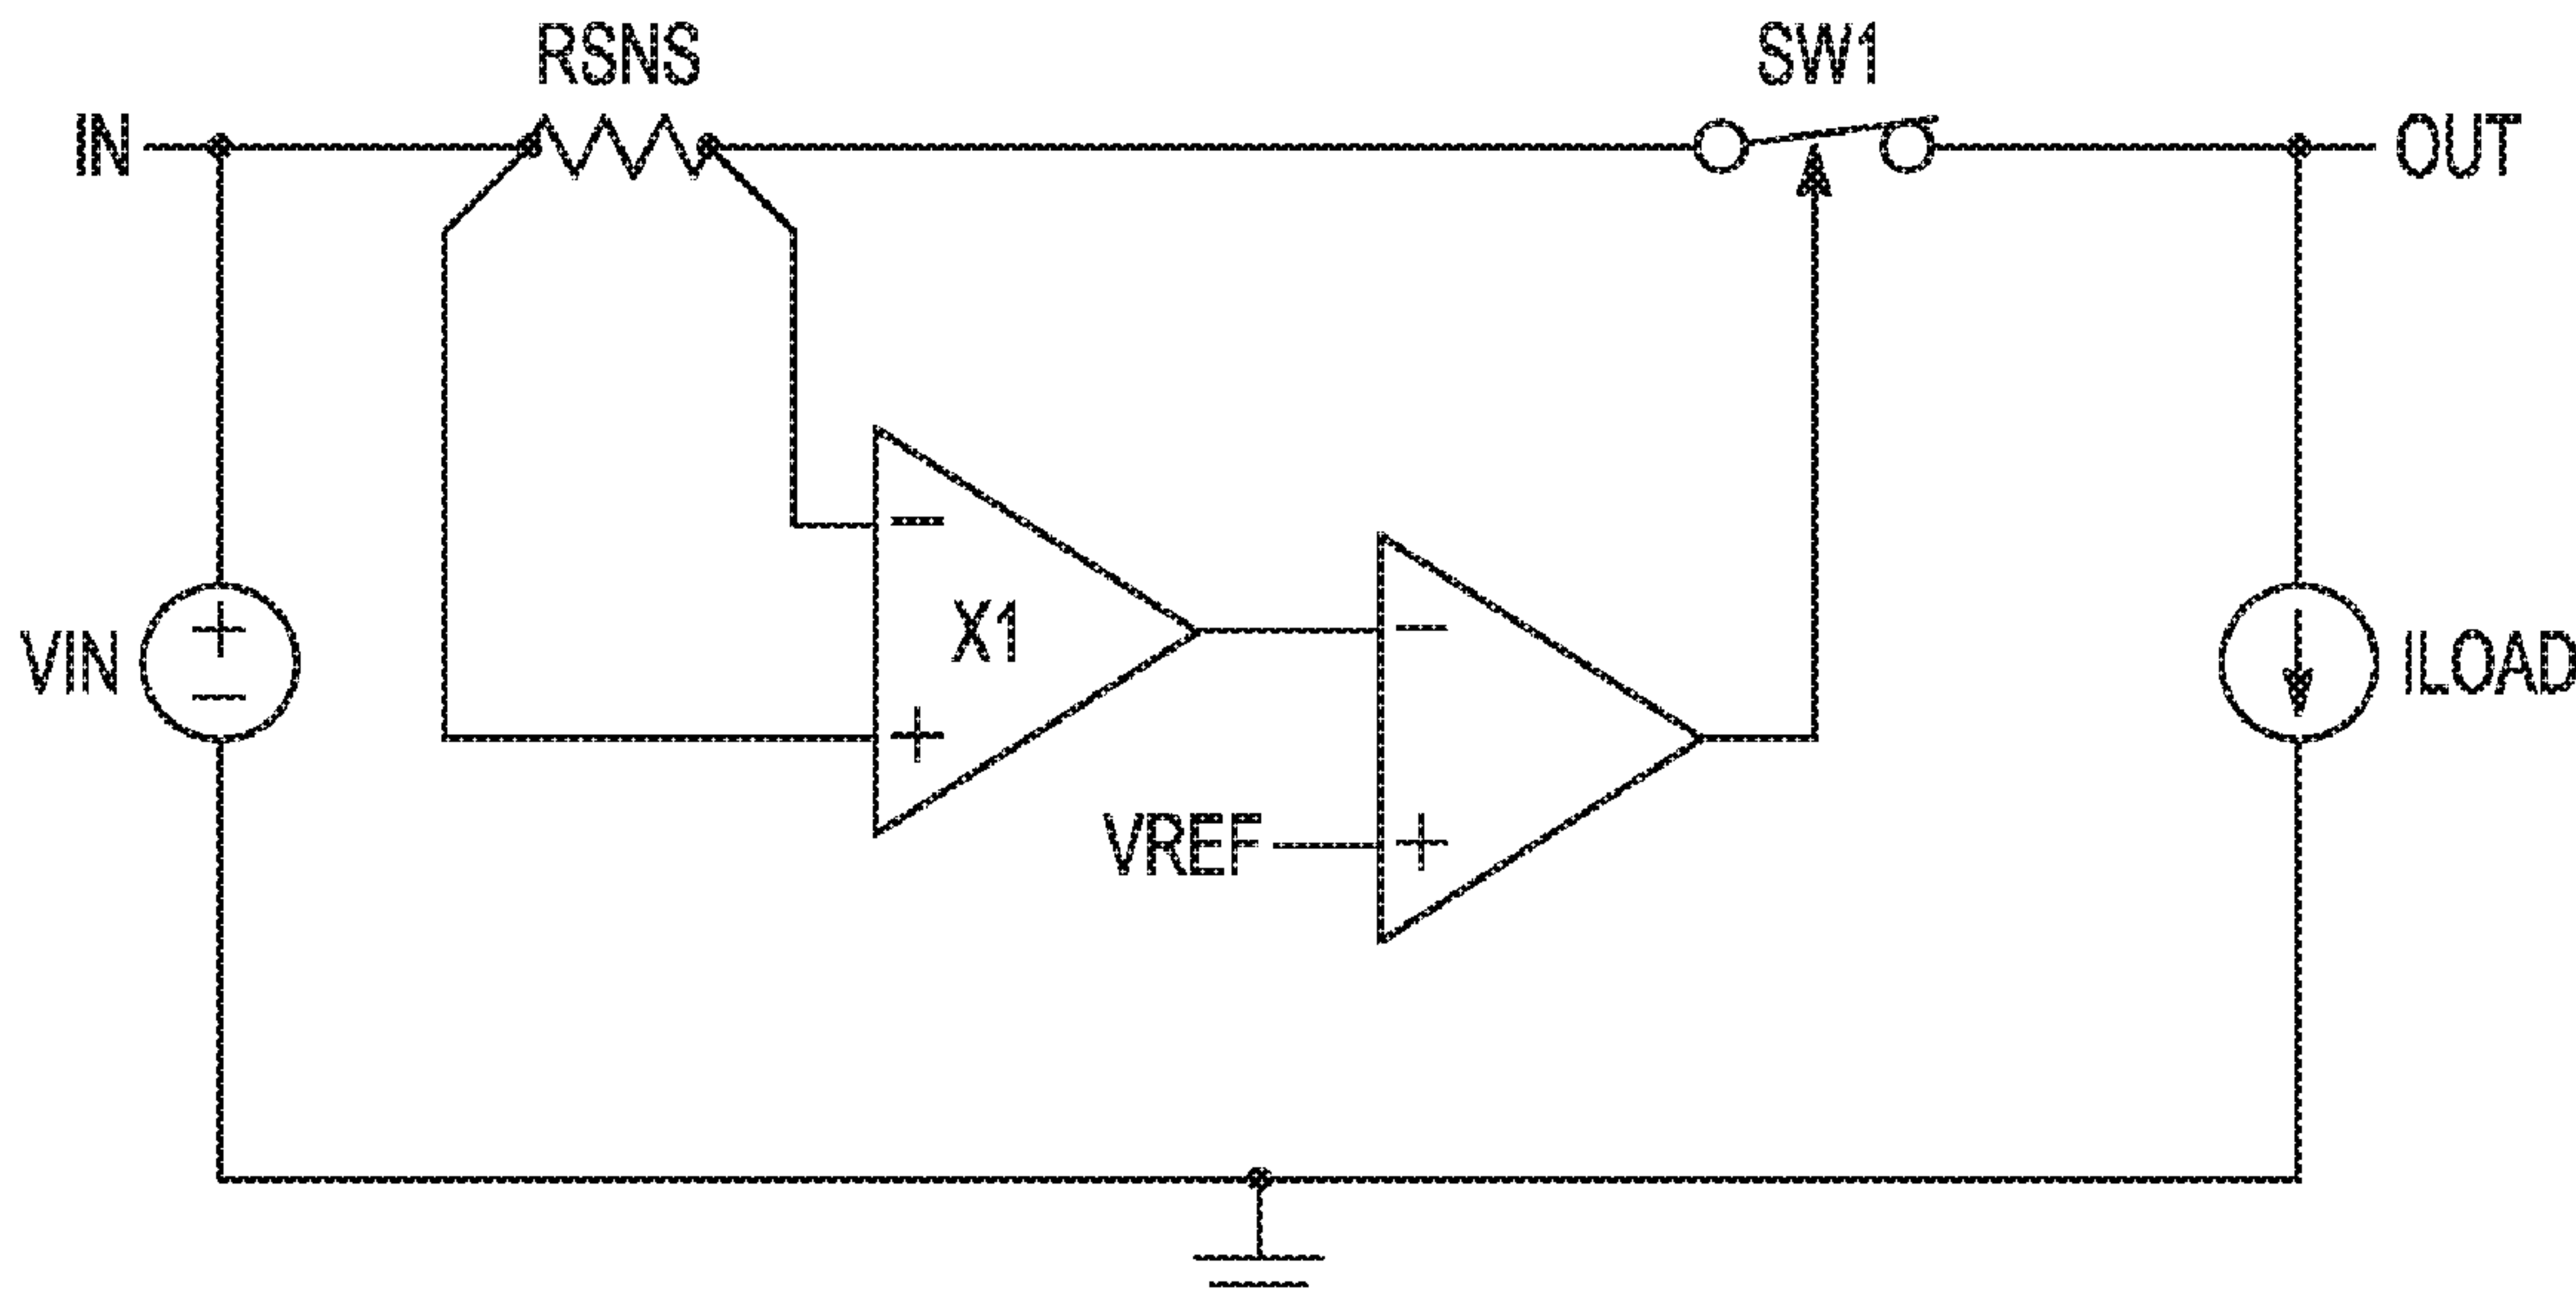 RSNS
SW1
IN
OUT
−
X1
+
−
VREF
+
+
−
VIN
ILOAD